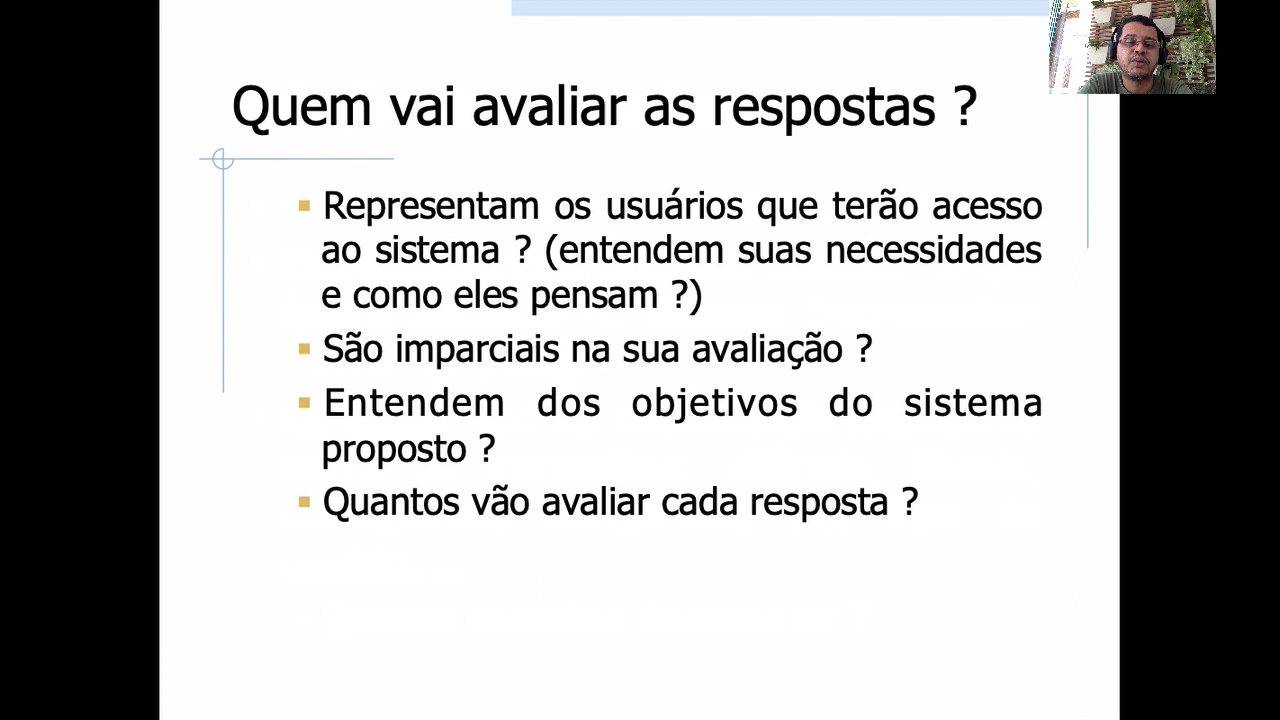 Quem vai avaliar as respostas ?
Representam os usuários que terão acesso
ao sistema ? (entendem suas necessidades
e como eles pensam ?)
São imparciais na sua avaliação ?
Entendem dos objetivos do sistema
proposto ?
Quantos vão avaliar cada resposta ?